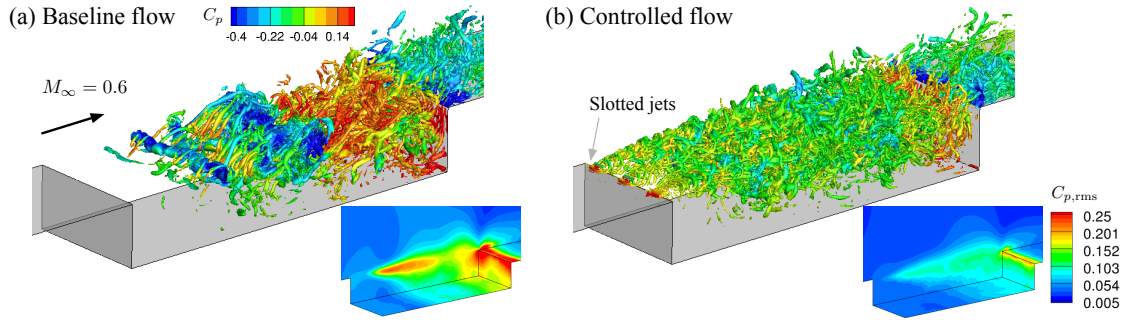 (a) Baseline flow
C_p
-0.4 -0.22 -0.04 0.14
M_∞ = 0.6
(b) Controlled flow
Slotted jets
C_p,rms
0.25
0.201
0.152
0.103
0.054
0.005